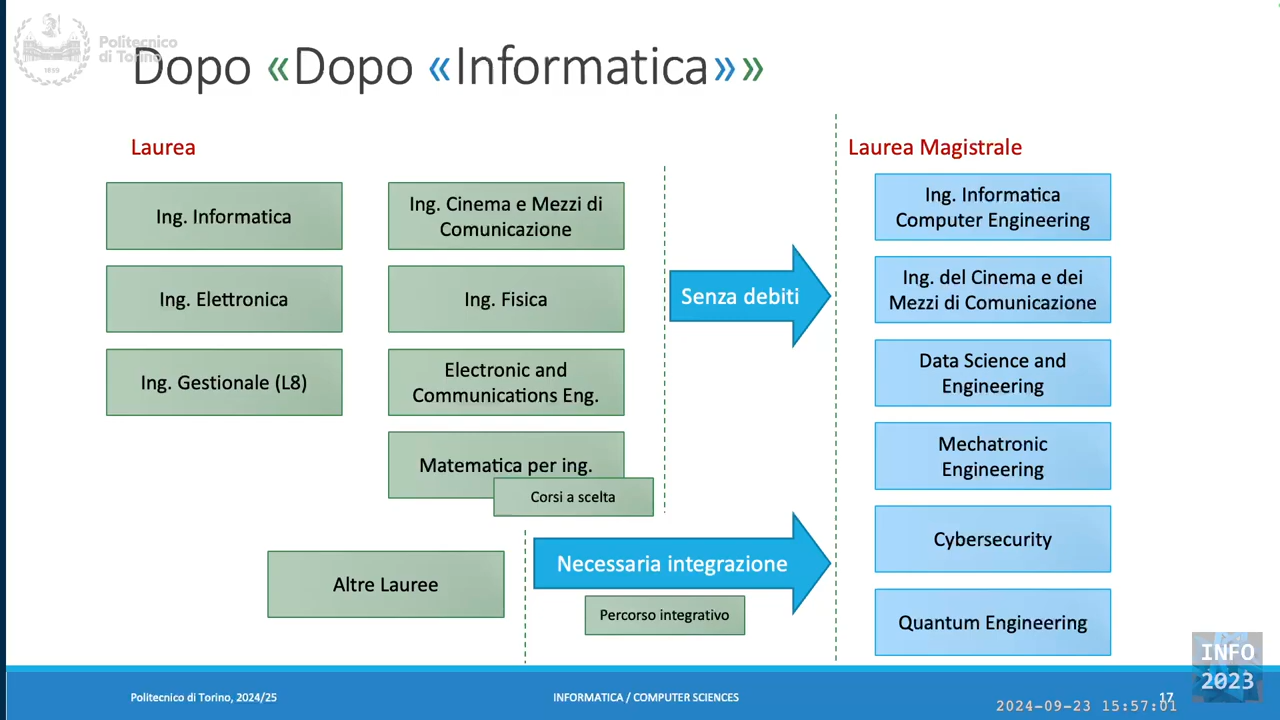 Politecnico
di Torino
1859
Dopo «Dopo «Informatica»»
Laurea
Ing. Informatica
Ing. Elettronica
Ing. Gestionale (L8)
Ing. Cinema e Mezzi di
Comunicazione
Ing. Fisica
Electronic and
Communications Eng.
Matematica per ing.
Corsi a scelta
Altre Lauree
Senza debiti
Necessaria integrazione
Percorso integrativo
Laurea Magistrale
Ing. Informatica
Computer Engineering
Ing. del Cinema e dei
Mezzi di Comunicazione
Data Science and
Engineering
Mechatronic
Engineering
Cybersecurity
Quantum Engineering
Politecnico di Torino, 2024/25
INFORMATICA / COMPUTER SCIENCES
17
INFO
2023
2024-09-23 15:57:01